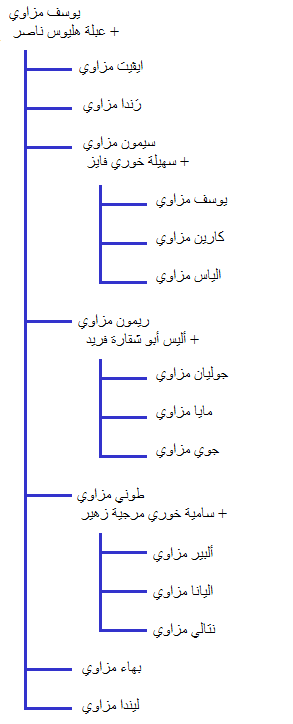 يوسف مزاوي
+ عبلة هليوس ناصر
ايڤيت مزاوي
رَندا مزاوي
سيمون مزاوي
+ سهيلة خوري فايز
يوسف مزاوي
كارين مزاوي
الياس مزاوي
ريمون مزاوي
+ أليس أبو شقارة فريد
جوليان مزاوي
مايا مزاوي
جوي مزاوي
طوني مزاوي
+ سامية خوري مرجية زهير
ألبير مزاوي
اليانا مزاوي
نتالي مزاوي
بهاء مزاوي
ليندا مزاوي